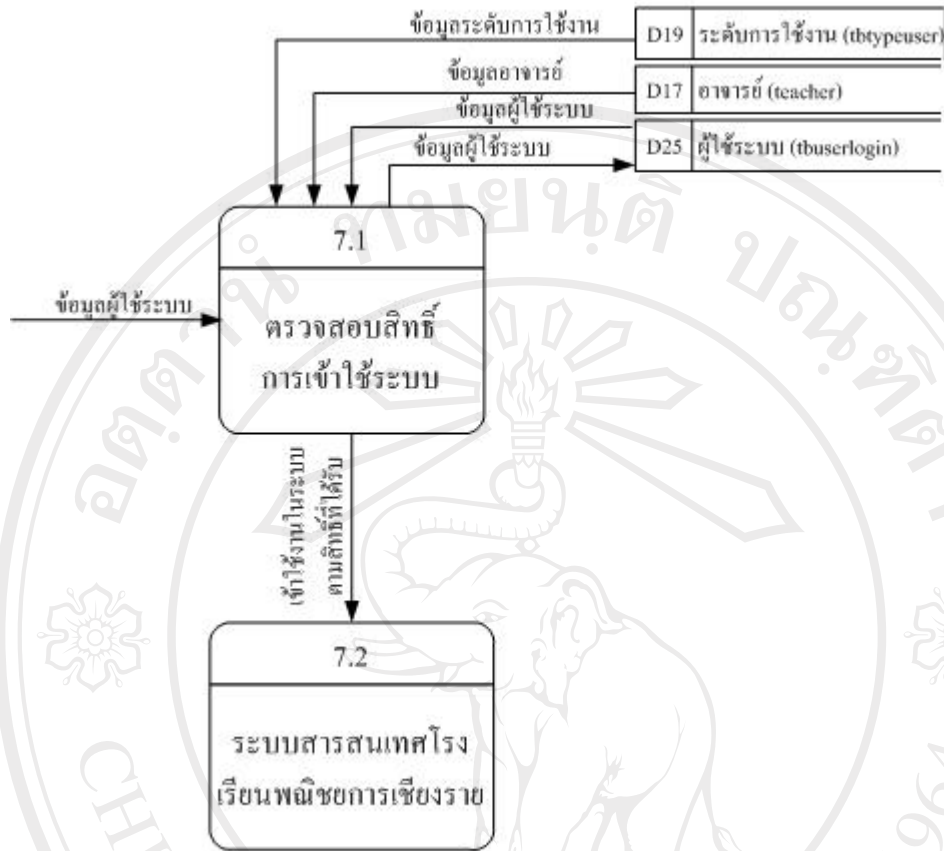 ข้อมูลระดับการใช้งาน
D19 ระดับการใช้งาน (tbtypeuser)
ข้อมูลอาจารย์
D17 อาจารย์ (teacher)
ข้อมูลผู้ใช้ระบบ
ข้อมูลผู้ใช้ระบบ
D25 ผู้ใช้ระบบ (tbuserlogin)
7.1
ข้อมูลผู้ใช้ระบบ
ตรวจสอบสิทธิ์
การเข้าใช้ระบบ
เข้าใช้งานในระบบ
ตามสิทธิ์ที่ได้รับ
7.2
ระบบสารสนเทศโรง
เรียนพณิชยการเชียงราย